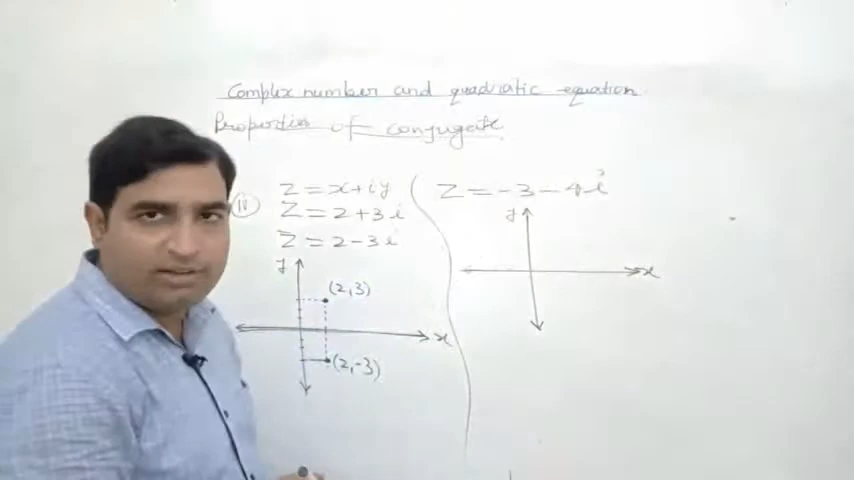 Complex number and quadratic equation
Properties of conjugate
(ii) Z = x + iy
Z = 2 + 3i
Z̅ = 2 - 3i
y
(2,3)
x
(2,-3)
Z = -3 - 4i
y
x